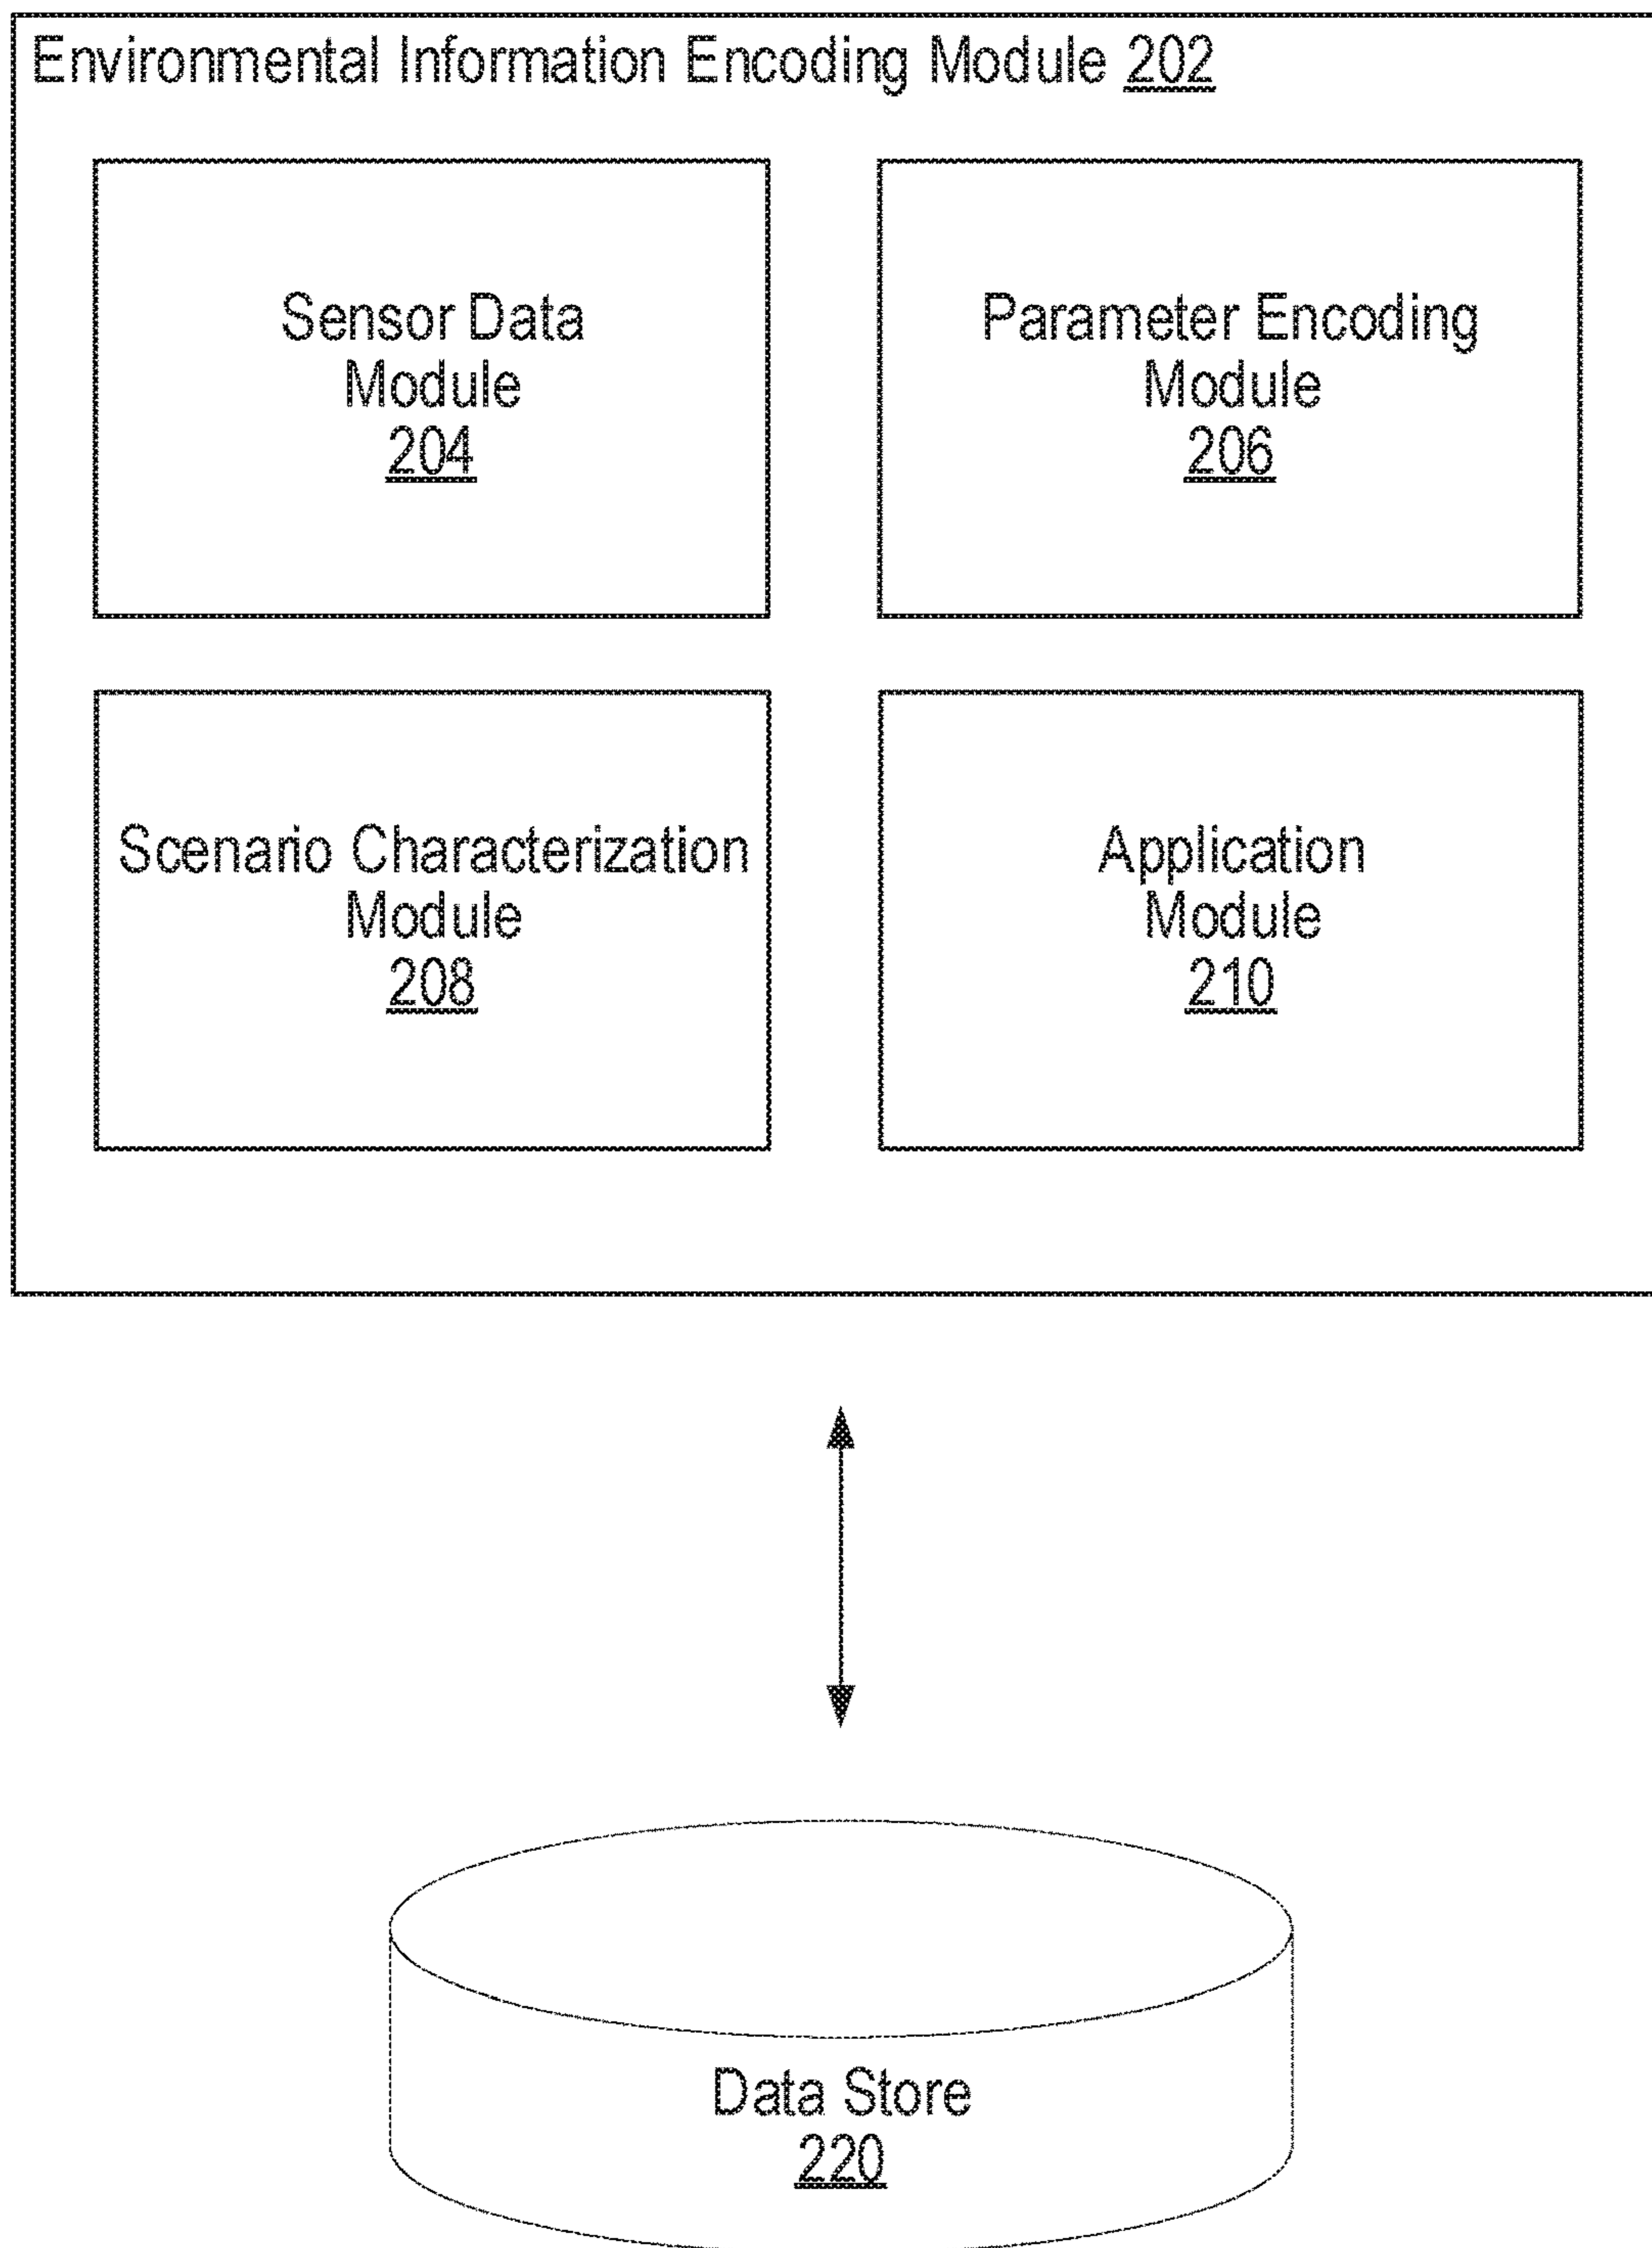 Environmental Information Encoding Module 202
Sensor Data
Module
204
Parameter Encoding
Module
206
Scenario Characterization
Module
208
Application
Module
210
Data Store
220